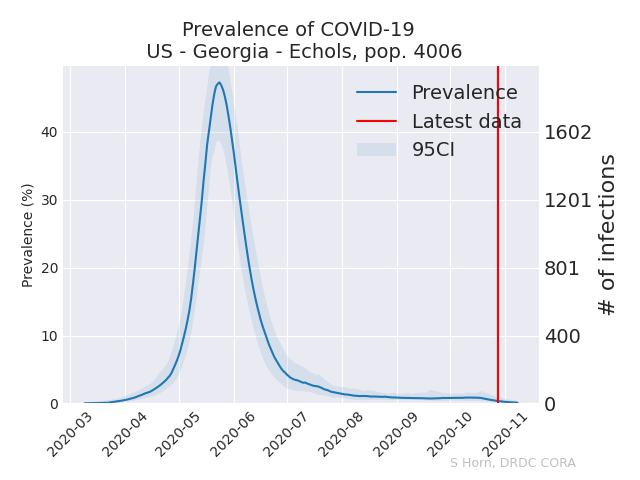 Prevalence of COVID-19
US - Georgia - Echols, pop. 4006
Prevalence
Latest data
95CI
Prevalence (%)
40
30
20
10
0
1602
1201
801
400
0
# of infections
2020-03
2020-04
2020-05
2020-06
2020-07
2020-08
2020-09
2020-10
2020-11
S Horn, DRDC CORA